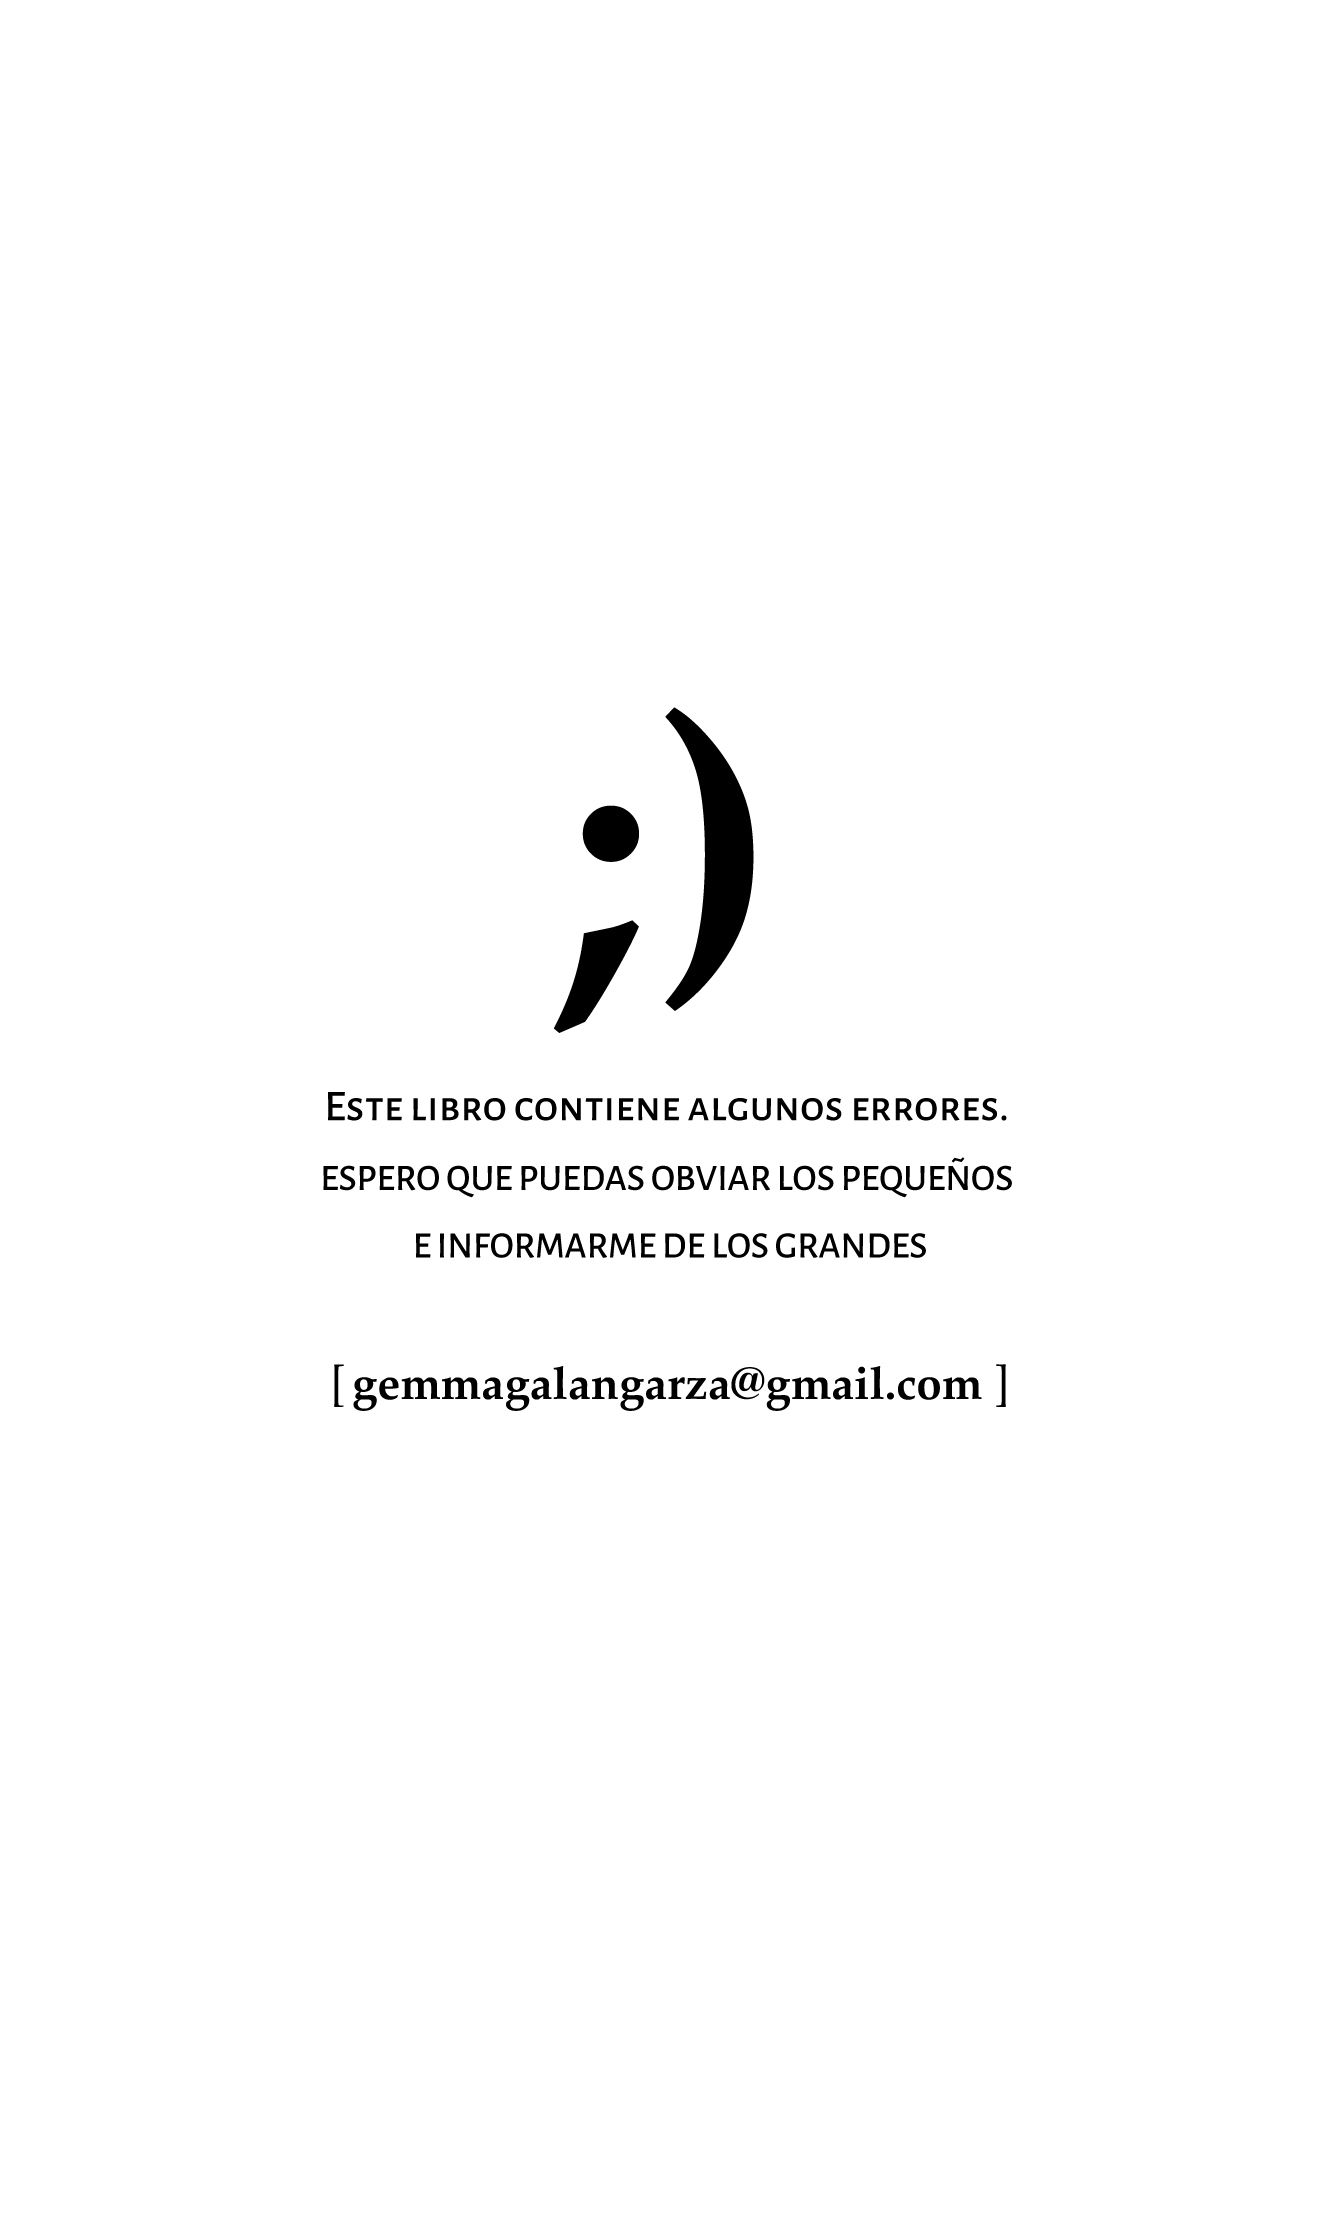 ;)
Este libro contiene algunos errores.
ESPERO QUE PUEDAS OBVIAR LOS PEQUEÑOS
E INFORMARME DE LOS GRANDES
[ gemmagalangarza@gmail.com ]